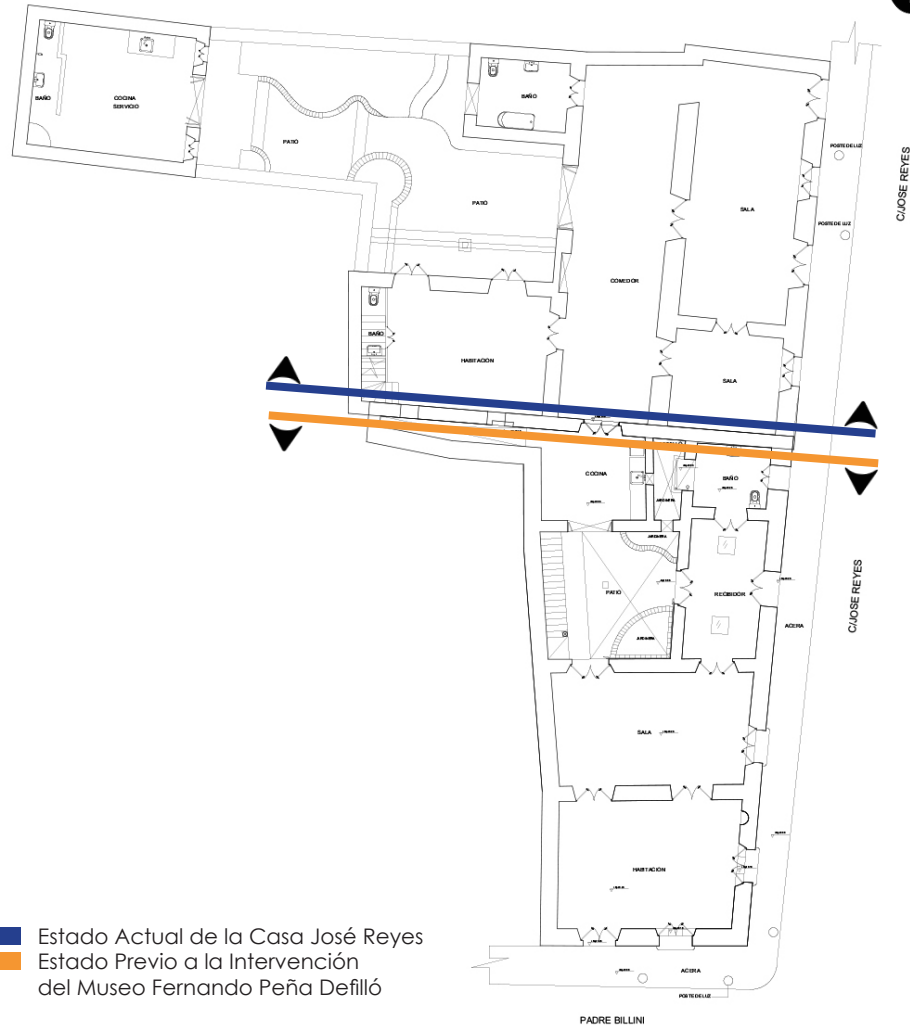 BAÑO
COCINA
SERVICIO
BAÑO
PATIO
PATIO
POSTE DE LUZ
C/JOSE REYES
SALA
POSTE DE LUZ
COMEDOR
BAÑO
HABITACION
SALA
COCINA
BAÑO
PATIO
RECIBIDOR
ACERA
C/JOSE REYES
SALA
HABITACION
Estado Actual de la Casa José Reyes
Estado Previo a la Intervención
del Museo Fernando Peña Defilló
ACERA
POSTE DE LUZ
PADRE BILLINI